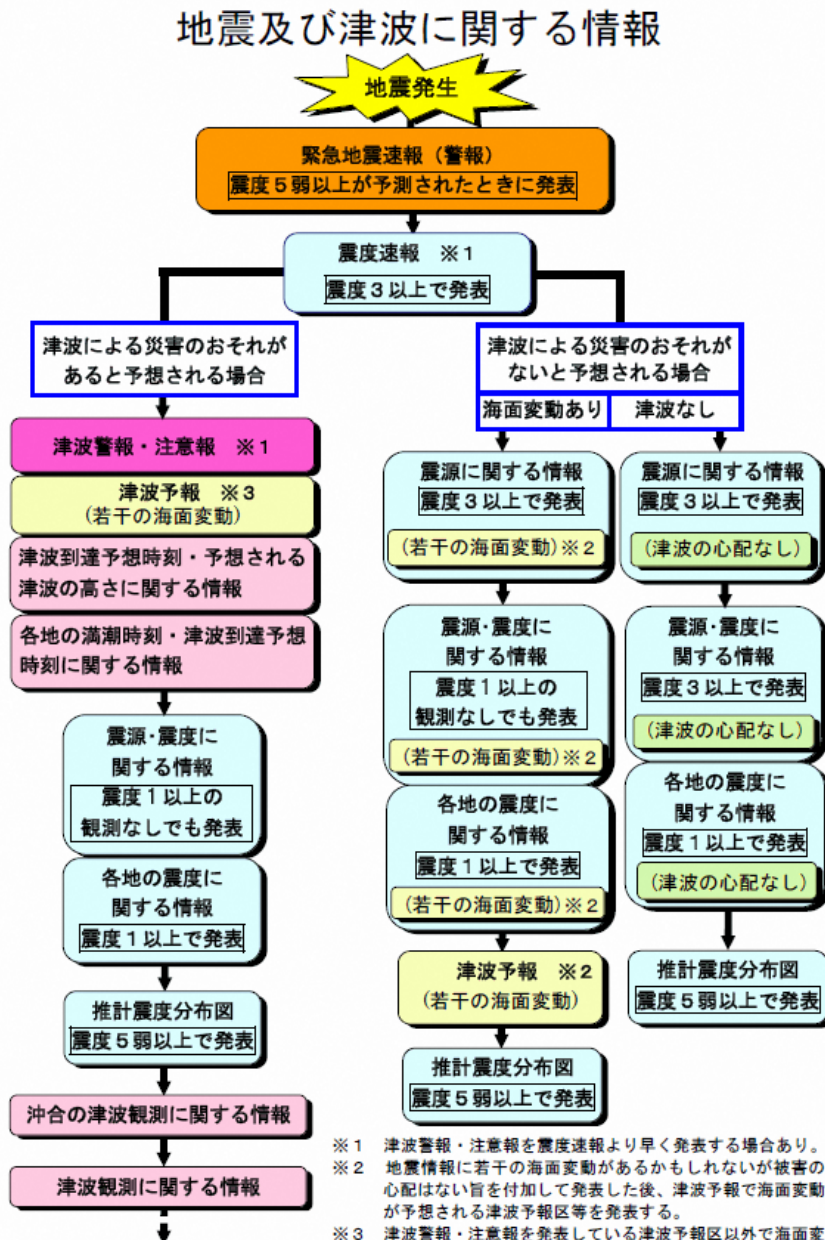 地震及び津波に関する情報
地震発生
緊急地震速報（警報）
震度５弱以上が予測されたときに発表
震度速報　※１
震度３以上で発表
津波による災害のおそれが
あると予想される場合
津波警報・注意報　※１
津波予報　※３
(若干の海面変動)
津波到達予想時刻・予想される
津波の高さに関する情報
各地の満潮時刻・津波到達予想
時刻に関する情報
震源・震度に
関する情報
震度１以上の
観測なしでも発表
各地の震度に
関する情報
震度１以上で発表
推計震度分布図
震度５弱以上で発表
沖合の津波観測に関する情報
津波観測に関する情報
津波による災害のおそれが
ないと予想される場合
海面変動あり
津波なし
震源に関する情報
震度３以上で発表
(若干の海面変動)※２
震源・震度に
関する情報
震度１以上の
観測なしでも発表
(若干の海面変動)※２
各地の震度に
関する情報
震度１以上で発表
(若干の海面変動)※２
津波予報　※２
(若干の海面変動)
推計震度分布図
震度５弱以上で発表
震源に関する情報
震度３以上で発表
(津波の心配なし)
震源・震度に
関する情報
震度３以上で発表
(津波の心配なし)
各地の震度に
関する情報
震度１以上で発表
(津波の心配なし)
推計震度分布図
震度５弱以上で発表
※１　津波警報・注意報を震度速報より早く発表する場合あり。
※２　地震情報に若干の海面変動があるかもしれないが被害の
心配はない旨を付加して発表した後、津波予報で海面変動
が予想される津波予報区等を発表する。
※３　津波警報・注意報を発表している津波予報区以外で海面変